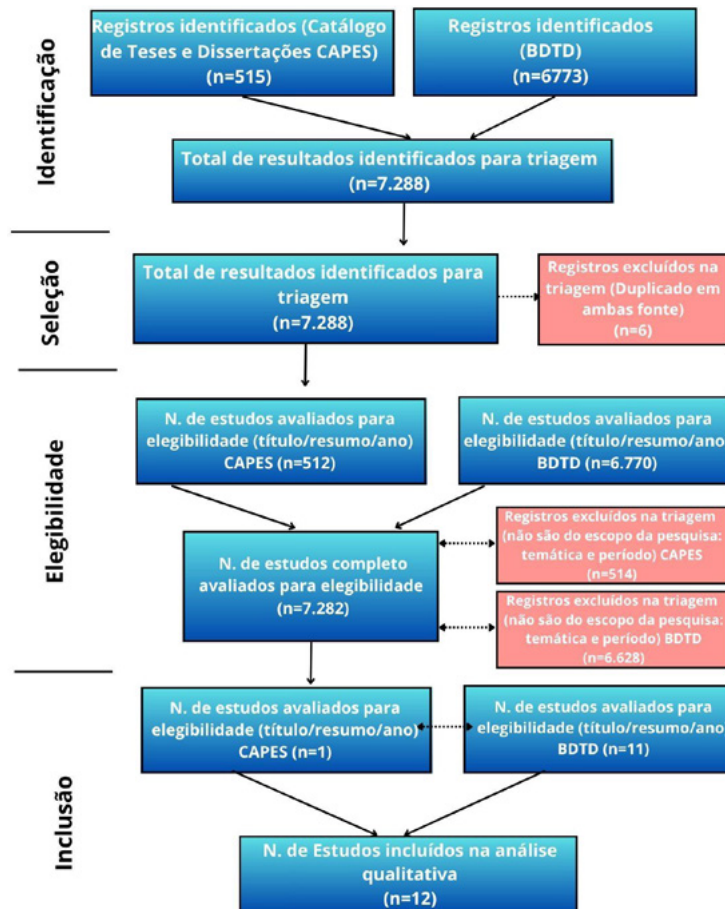 Identificação
Registros identificados (Catálogo
de Teses e Dissertações CAPES)
(n=515)
Registros identificados
(BDTD)
(n=6773)
Total de resultados identificados para triagem
(n=7.288)
Seleção
Total de resultados identificados para
triagem
(n=7.288)
Registros excluídos na
triagem (Duplicado em
ambas fonte)
(n=6)
Elegibilidade
N. de estudos avaliados para
elegibilidade (título/resumo/ano)
CAPES (n=512)
N. de estudos avaliados para
elegibilidade (título/resumo/ano)
BDTD (n=6.770)
N. de estudos completo
avaliados para elegibilidade
(n=7.282)
Registros excluídos na triagem
(não são do escopo da pesquisa:
temática e período) CAPES
(n=514)
Registros excluídos na triagem
(não são do escopo da pesquisa:
temática e período) BDTD
(n=6.628)
Inclusão
N. de estudos avaliados para
elegibilidade (título/resumo/ano)
CAPES (n=1)
N. de estudos avaliados para
elegibilidade (título/resumo/ano
BDTD (n=11)
N. de Estudos incluídos na análise
qualitativa
(n=12)